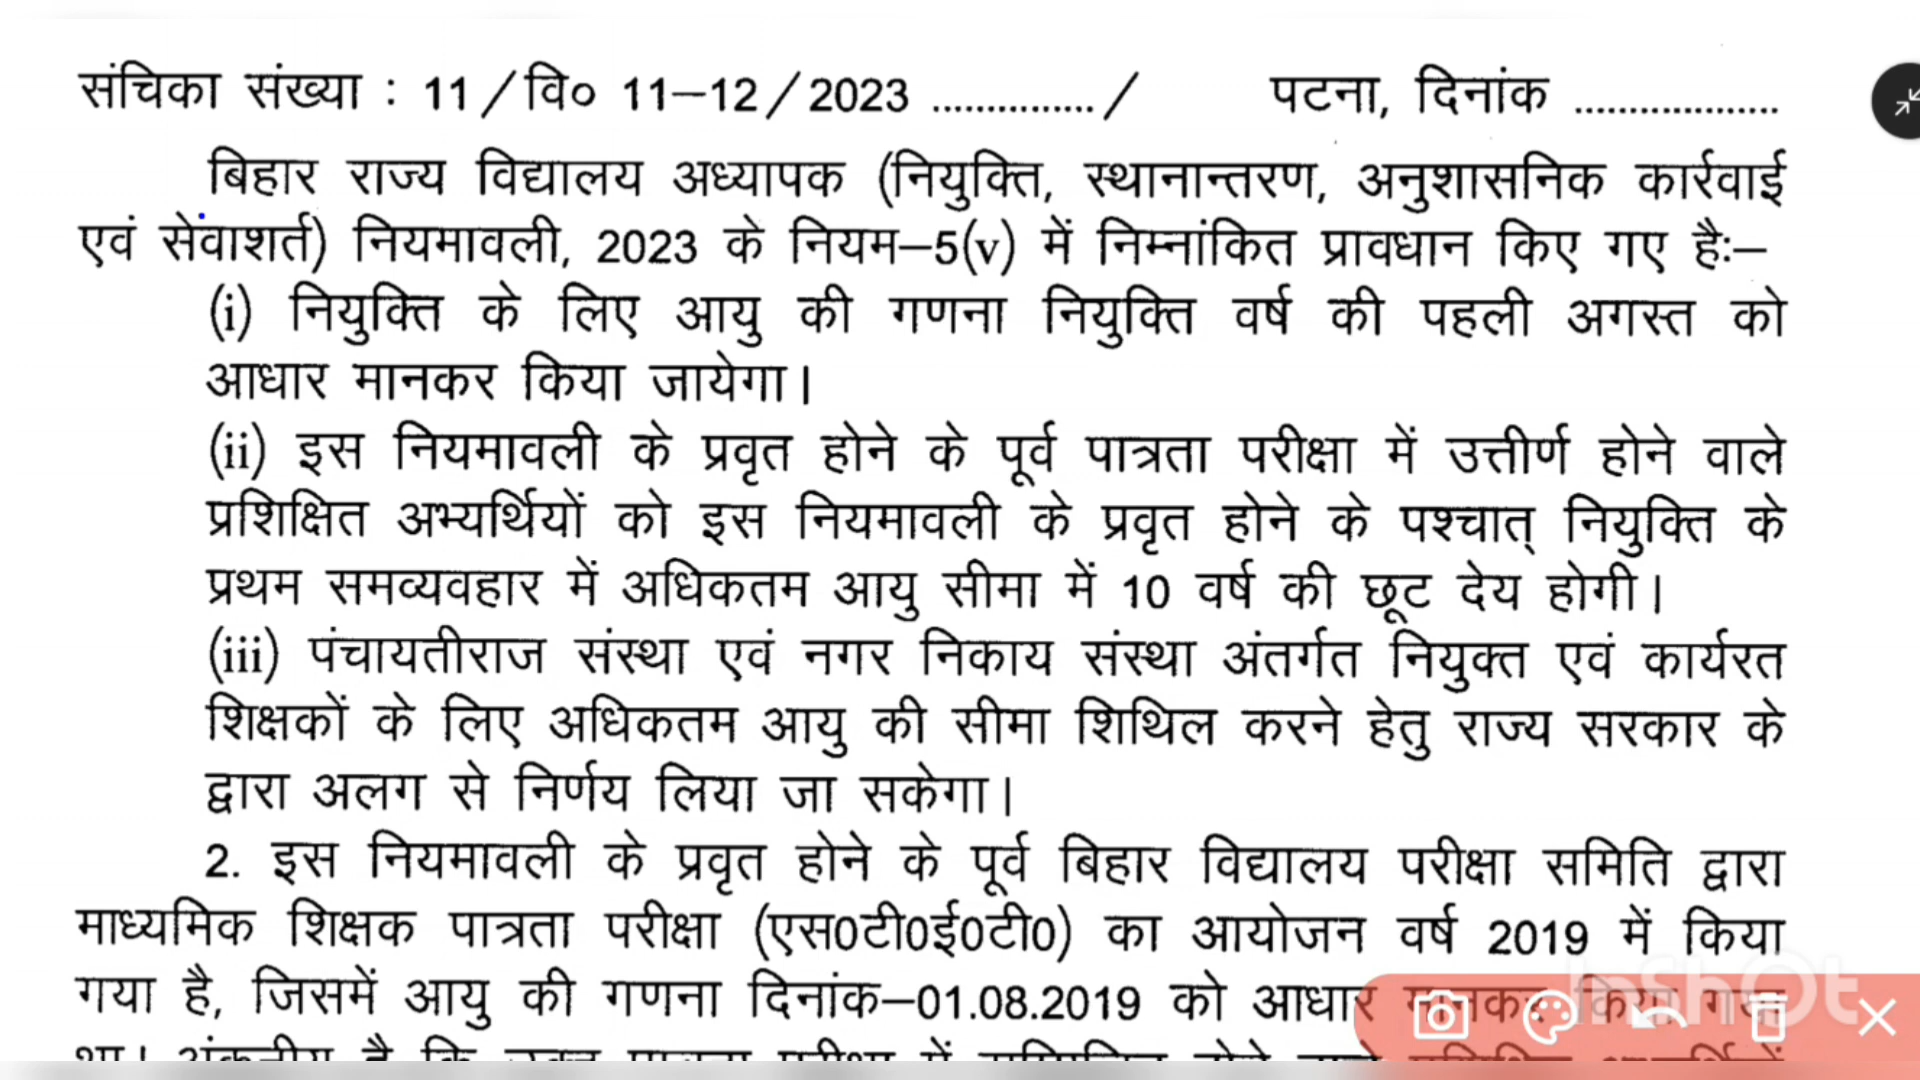 संचिका संख्या : 11/वि० 11–12/2023 .............../ पटना, दिनांक ...................
बिहार राज्य विद्यालय अध्यापक (नियुक्ति, स्थानान्तरण, अनुशासनिक कार्रवाई
एवं सेवाशर्त) नियमावली, 2023 के नियम–5(v) में निम्नांकित प्रावधान किए गए हैः–
(i) नियुक्ति के लिए आयु की गणना नियुक्ति वर्ष की पहली अगस्त को
आधार मानकर किया जायेगा।
(ii) इस नियमावली के प्रवृत होने के पूर्व पात्रता परीक्षा में उत्तीर्ण होने वाले
प्रशिक्षित अभ्यर्थियों को इस नियमावली के प्रवृत होने के पश्चात् नियुक्ति के
प्रथम समव्यवहार में अधिकतम आयु सीमा में 10 वर्ष की छूट देय होगी।
(iii) पंचायतीराज संस्था एवं नगर निकाय संस्था अंतर्गत नियुक्त एवं कार्यरत
शिक्षकों के लिए अधिकतम आयु की सीमा शिथिल करने हेतु राज्य सरकार के
द्वारा अलग से निर्णय लिया जा सकेगा।
2. इस नियमावली के प्रवृत होने के पूर्व बिहार विद्यालय परीक्षा समिति द्वारा
माध्यमिक शिक्षक पात्रता परीक्षा (एस0टी0ई0टी0) का आयोजन वर्ष 2019 में किया
गया है, जिसमें आयु की गणना दिनांक–01.08.2019 को आधार मानकर किया गया
InShOt